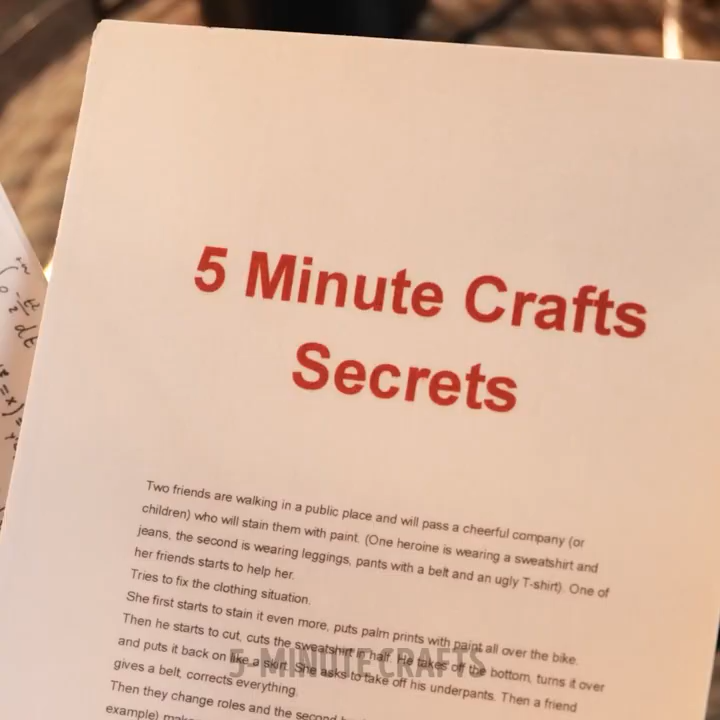 5 Minute Crafts
Secrets
Two friends are walking in a public place and will pass a cheerful company (or
children) who will stain them with paint. (One heroine is wearing a sweatshirt and
jeans, the second is wearing leggings, pants with a belt and an ugly T-shirt). One of
her friends starts to help her.
Tries to fix the clothing situation.
She first starts to stain it even more, puts palm prints with paint all over the bike.
Then he starts to cut, cuts the sweatshirt in half. He takes off the bottom, turns it over
and puts it back on like a skirt. She asks to take off his underpants. Then a friend
gives a belt, corrects everything.
Then they change roles and the second
example)
5-MINUTE CRAFTS
dt